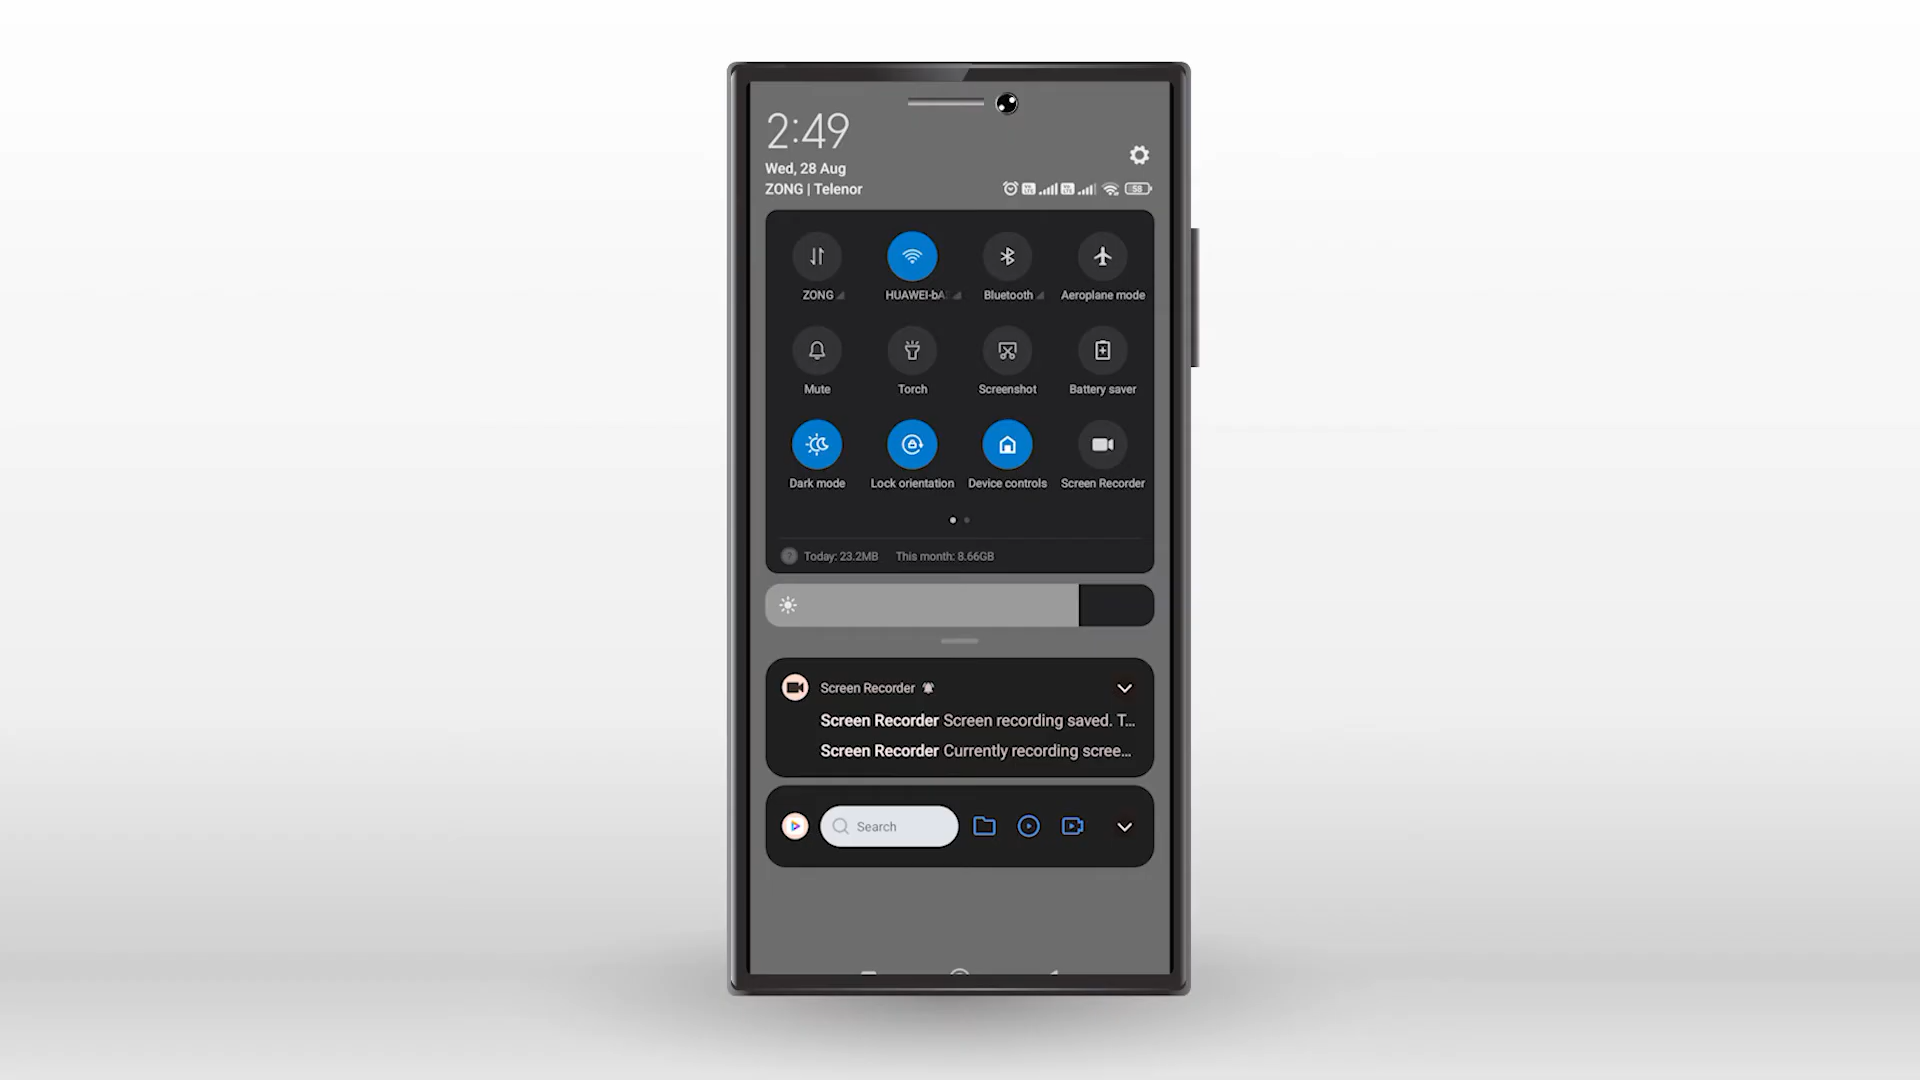 2:49
Wed, 28 Aug
ZONG | Telenor
58
ZONG
HUAWEI-bA
Bluetooth
Aeroplane mode
Mute
Torch
Screenshot
Battery saver
Dark mode
Lock orientation
Device controls
Screen Recorder
? Today: 23.2MB This month: 8.66GB
Screen Recorder
Screen Recorder Screen recording saved. T...
Screen Recorder Currently recording scree...
Search